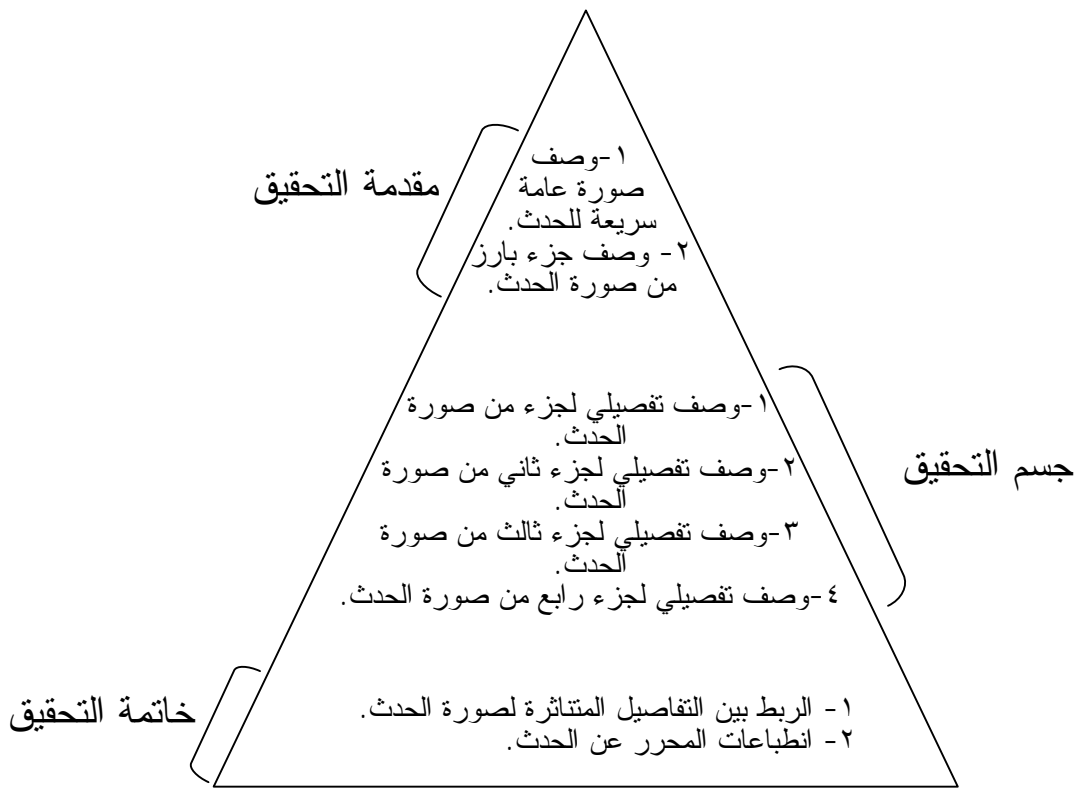 مقدمة التحقيق
١-وصف
صورة عامة
سريعة للحدث.
٢- وصف جزء بارز
من صورة الحدث.
جسم التحقيق
١-وصف تفصيلي لجزء من صورة
الحدث.
٢-وصف تفصيلي لجزء ثاني من صورة
الحدث.
٣-وصف تفصيلي لجزء ثالث من صورة
الحدث.
٤-وصف تفصيلي لجزء رابع من صورة الحدث.
خاتمة التحقيق
١- الربط بين التفاصيل المتناثرة لصورة الحدث.
٢- انطباعات المحرر عن الحدث.